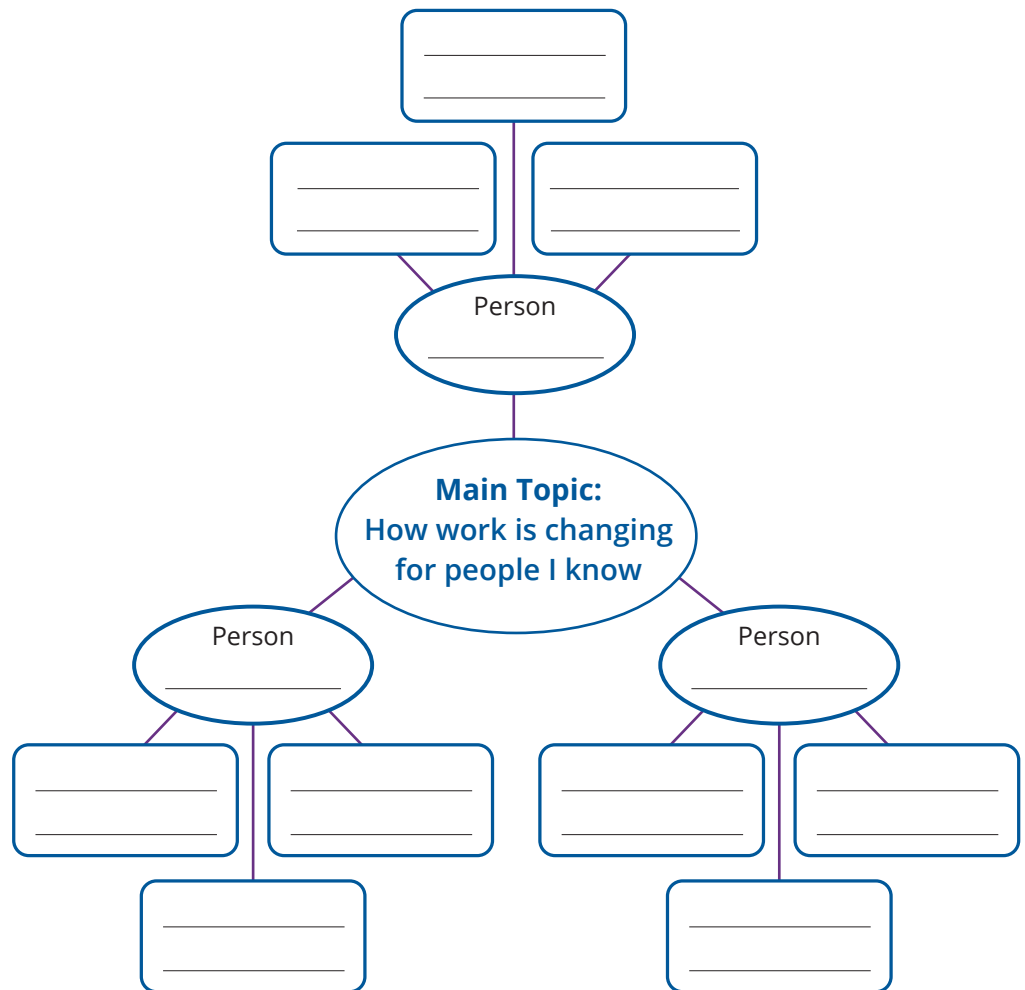 Person
Main Topic:
How work is changing
for people I know
Person
Person